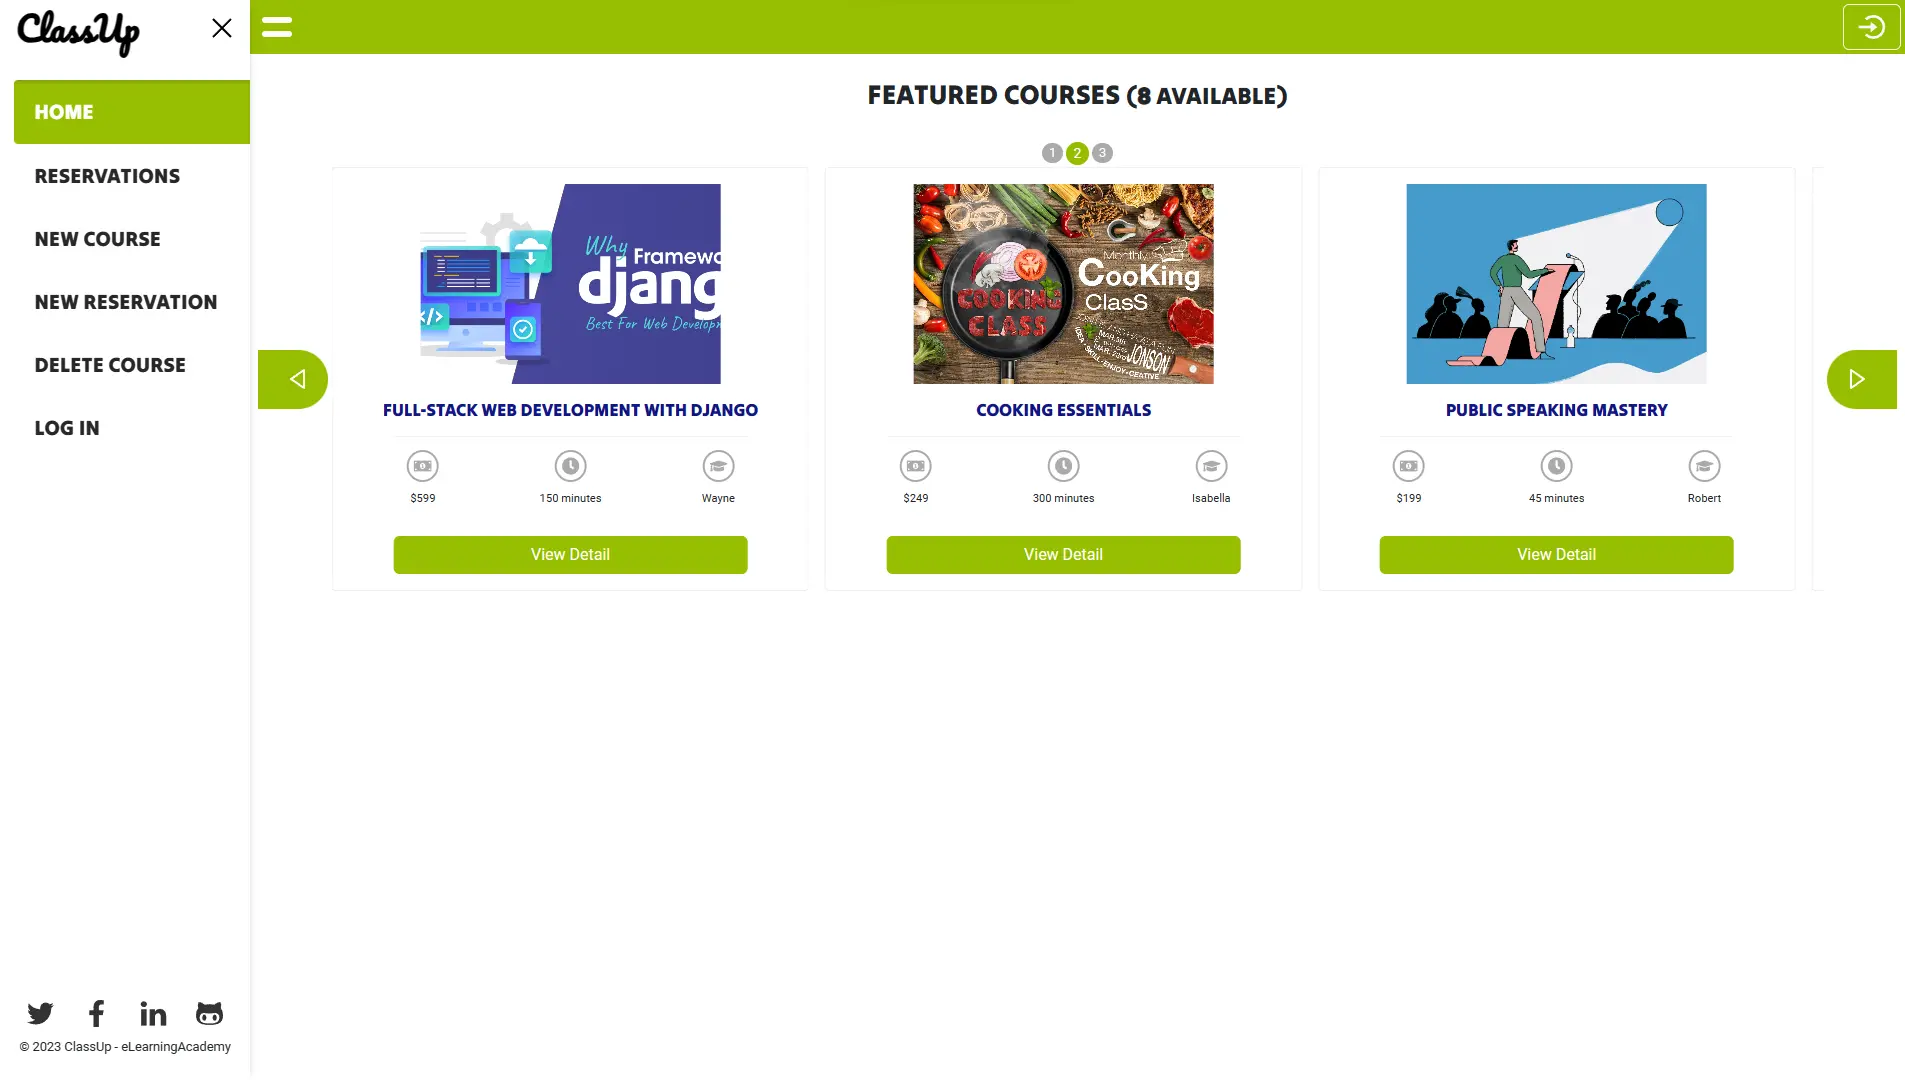 ClassUp
HOME
RESERVATIONS
NEW COURSE
NEW RESERVATION
DELETE COURSE
LOG IN
© 2023 ClassUp - eLearningAcademy
FEATURED COURSES (8 AVAILABLE)
1 2 3
Why
Framewo
djang
Best For Web Developm
</>
FULL-STACK WEB DEVELOPMENT WITH DJANGO
$599
150 minutes
Wayne
View Detail
Monthly
CooKing
ClasS
COOKING
CLASS
JONSON
COOKING ESSENTIALS
$249
300 minutes
Isabella
View Detail
PUBLIC SPEAKING MASTERY
$199
45 minutes
Robert
View Detail